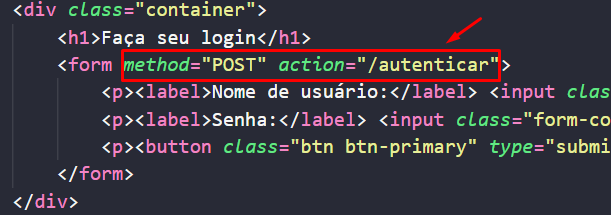 <div class="container">
<h1>Faça seu login</h1>
<form method="POST" action="/autenticar">
<p><label>Nome de usuário:</label> <input clas
<p><label>Senha:</label> <input class="form-co
<p><button class="btn btn-primary" type="submi
</form>
</div>